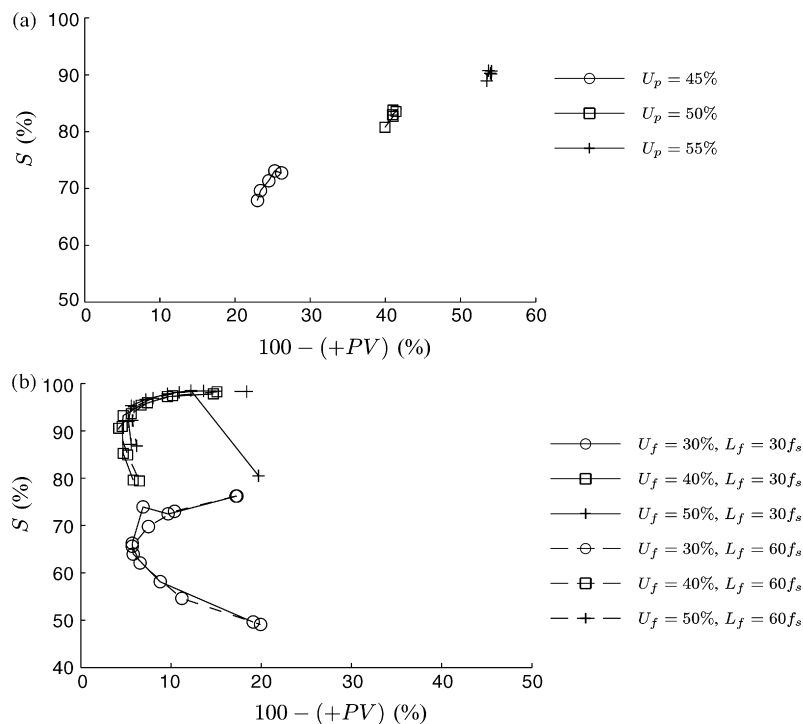 (a)
100
90
80
70
60
50
S (%)
0
10
20
30
40
50
60
100 − (+PV) (%)
U_p = 45%
U_p = 50%
U_p = 55%
(b)
100
90
80
70
60
50
40
S (%)
0
10
20
30
40
50
100 − (+PV) (%)
U_f = 30%, L_f = 30f_s
U_f = 40%, L_f = 30f_s
U_f = 50%, L_f = 30f_s
U_f = 30%, L_f = 60f_s
U_f = 40%, L_f = 60f_s
U_f = 50%, L_f = 60f_s